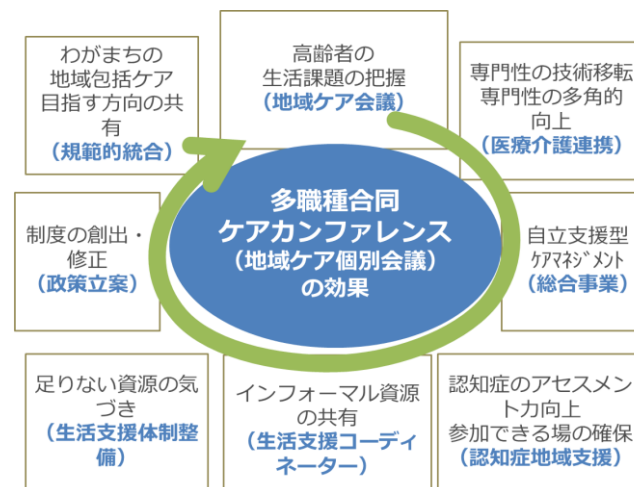 わがまちの
地域包括ケア
目指す方向の共
有
（規範的統合）
高齢者の
生活課題の把握
（地域ケア会議）
専門性の技術移転
専門性の多角的
向上
（医療介護連携）
制度の創出・
修正
（政策立案）
多職種合同
ケアカンファレンス
（地域ケア個別会議）
の効果
自立支援型
ｹｱﾏﾈｼﾞﾒﾝﾄ
（総合事業）
足りない資源の気
づき
（生活支援体制整
備）
インフォーマル資源
の共有
（生活支援コーディ
ネーター）
認知症のアセスメン
ト力向上
参加できる場の確保
（認知症地域支援）